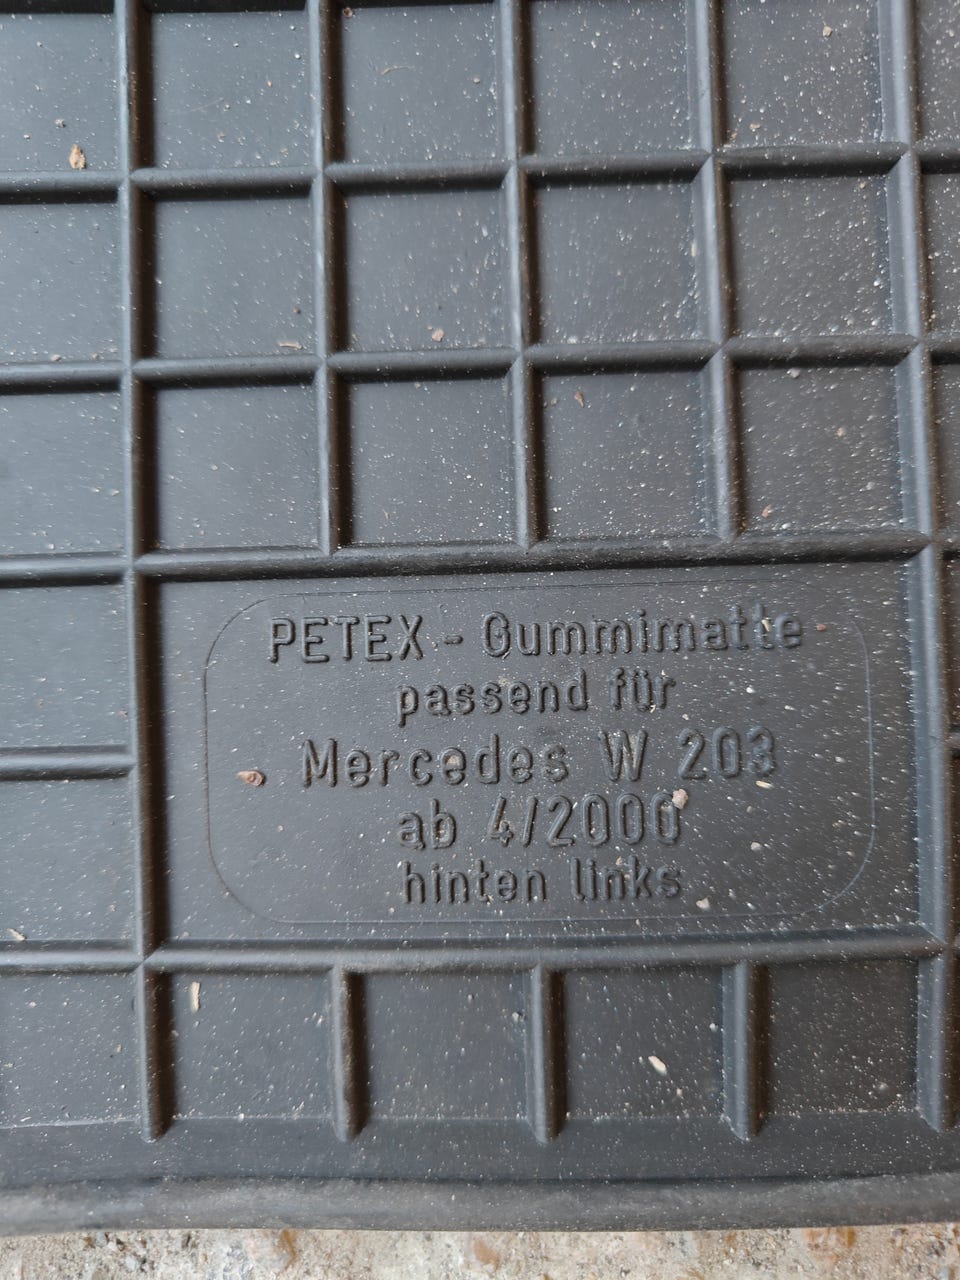 PETEX - Gummimatte
passend für
Mercedes W 203
ab 4/2000
hinten links